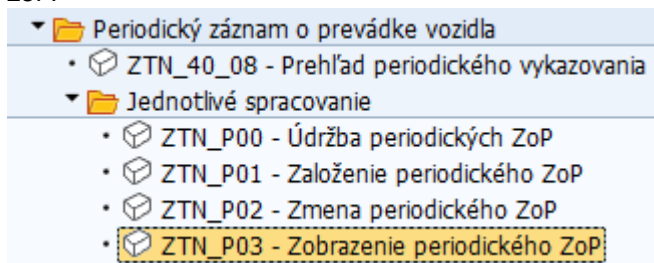 Periodický záznam o prevádke vozidla
ZTN_40_08 - Prehľad periodického vykazovania
Jednotlivé spracovanie
ZTN_P00 - Údržba periodických ZoP
ZTN_P01 - Založenie periodického ZoP
ZTN_P02 - Zmena periodického ZoP
ZTN_P03 - Zobrazenie periodického ZoP